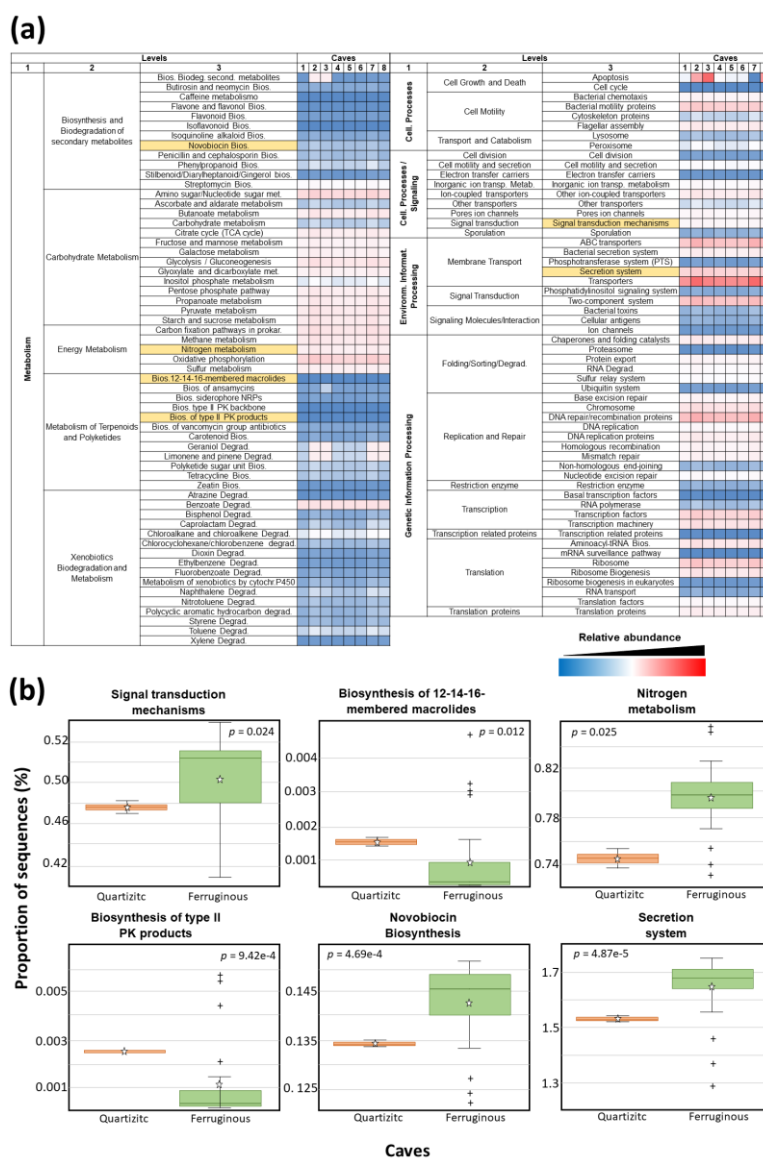 (a)
Levels Caves Levels Caves
1 2 3 1 2 3 4 5 6 7 8 1 2 3 1 2 3 4 5 6 7
Metabolism
Biosynthesis and
Biodegradation of
secondary metabolites
Bios. Biodeg. second. metabolites
Butirosin and neomycin Bios.
Caffeine metabolismo
Flavone and flavonol Bios.
Flavonoid Bios.
Isoflavonoid Bios.
Isoquinoline alkaloid Bios.
Novobiocin Bios.
Penicillin and cephalosporin Bios.
Phenylpropanoid Bios.
Stilbenoid/Diarylheptanoid/Gingerol bios.
Streptomycin Bios.
Carbohydrate Metabolism
Amino sugar/Nucleotide sugar met.
Ascorbate and aldarate metabolism
Butanoate metabolism
Carbohydrate metabolism
Citrate cycle (TCA cycle)
Fructose and mannose metabolism
Galactose metabolism
Glycolysis / Gluconeogenesis
Glyoxylate and dicarboxylate met.
Inositol phosphate metabolism
Pentose phosphate pathway
Propanoate metabolism
Pyruvate metabolism
Starch and sucrose metabolism
Energy Metabolism
Carbon fixation pathways in prokar.
Methane metabolism
Nitrogen metabolism
Oxidative phosphorylation
Sulfur metabolism
Metabolism of Terpenoids
and Polyketides
Bios.12-14-16-membered macrolides
Bios. of ansamycins
Bios. siderophore NRPs
Bios. type II PK backbone
Bios. of type II PK products
Bios. of vancomycin group antibiotics
Carotenoid Bios.
Geraniol Degrad.
Limonene and pinene Degrad.
Polyketide sugar unit Bios.
Tetracycline Bios.
Zeatin Bios.
Xenobiotics
Biodegradation and
Metabolism
Atrazine Degrad.
Benzoate Degrad.
Bisphenol Degrad.
Caprolactam Degrad.
Chloroalkane and chloroalkene Degrad.
Chlorocyclohexane/chlorobenzene degrad.
Dioxin Degrad.
Ethylbenzene Degrad.
Fluorobenzoate Degrad.
Metabolism of xenobiotics by cytochr.P450
Naphthalene Degrad.
Nitrotoluene Degrad.
Polycyclic aromatic hydrocarbon degrad.
Styrene Degrad.
Toluene Degrad.
Xylene Degrad.
Cell. Processes
Cell Growth and Death
Apoptosis
Cell cycle
Cell Motility
Bacterial chemotaxis
Bacterial motility proteins
Cytoskeleton proteins
Flagellar assembly
Transport and Catabolism
Lysosome
Peroxisome
Cell. Processes /
Signaling
Cell division Cell division
Cell motility and secretion Cell motility and secretion
Electron transfer carriers Electron transfer carriers
Inorganic ion transp. Metab. Inorganic ion transp. metabolism
Ion-coupled transporters Other ion-coupled transporters
Other transporters Other transporters
Pores ion channels Pores ion channels
Signal transduction Signal transduction mechanisms
Sporulation Sporulation
Environm. Informat.
Processing
Membrane Transport
ABC transporters
Bacterial secretion system
Phosphotransferase system (PTS)
Secretion system
Transporters
Signal Transduction
Phosphatidylinositol signaling system
Two-component system
Signaling Molecules/Interaction
Bacterial toxins
Cellular antigens
Ion channels
Genetic Information Processing
Folding/Sorting/Degrad.
Chaperones and folding catalysts
Proteasome
Protein export
RNA Degrad.
Sulfur relay system
Ubiquitin system
Replication and Repair
Base excision repair
Chromosome
DNA repair/recombination proteins
DNA replication
DNA replication proteins
Homologous recombination
Mismatch repair
Non-homologous end-joining
Nucleotide excision repair
Restriction enzyme Restriction enzyme
Transcription
Basal transcription factors
RNA polymerase
Transcription factors
Transcription machinery
Transcription related proteins Transcription related proteins
Translation
Aminoacyl-tRNA Bios.
mRNA surveillance pathway
Ribosome
Ribosome Biogenesis
Ribosome biogenesis in eukaryotes
RNA transport
Translation factors
Translation proteins Translation proteins
Relative abundance
(b)
Proportion of sequences (%)
Signal transduction
mechanisms
p = 0.024
0.52
0.50
0.46
0.42
Quartizitc Ferruginous
Biosynthesis of 12-14-16-
membered macrolides
p = 0.012
0.004
0.002
0.001
Quartizitc Ferruginous
Nitrogen
metabolism
p = 0.025
0.82
0.78
0.74
Quartizitc Ferruginous
Biosynthesis of type II
PK products
p = 9.42e-4
0.005
0.003
0.001
Quartizitc Ferruginous
Novobiocin
Biosynthesis
p = 4.69e-4
0.145
0.135
0.125
Quartizitc Ferruginous
Secretion
system
p = 4.87e-5
1.7
1.5
1.3
Quartizitc Ferruginous
Caves